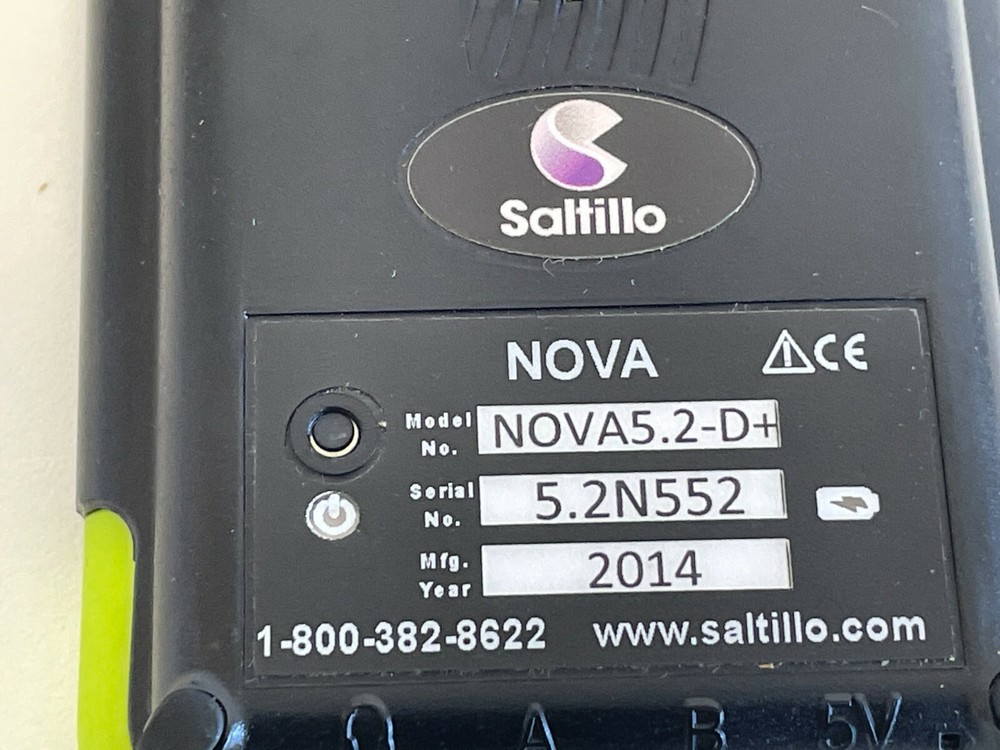 Saltillo
NOVA
CE
Model No. NOVA5.2-D+
Serial No. 5.2N552
Mfg. Year 2014
1-800-382-8622 www.saltillo.com
A B 5V